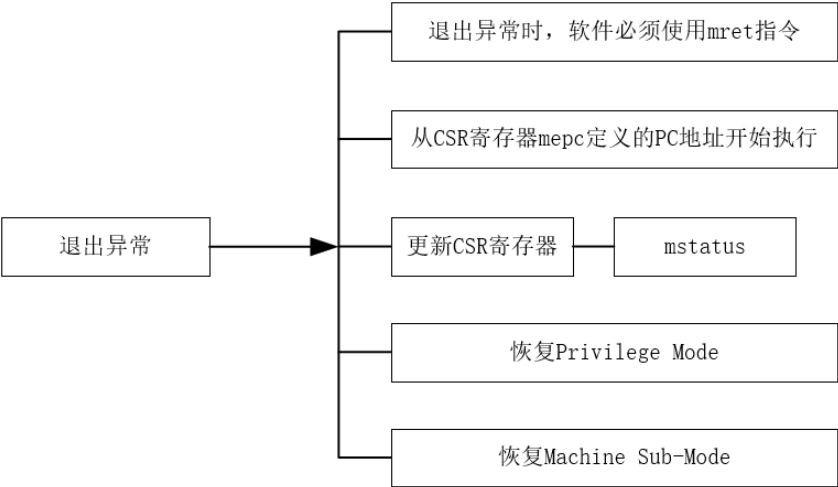 退出异常时，软件必须使用mret指令
从CSR寄存器mepc定义的PC地址开始执行
退出异常
更新CSR寄存器
mstatus
恢复Privilege Mode
恢复Machine Sub-Mode